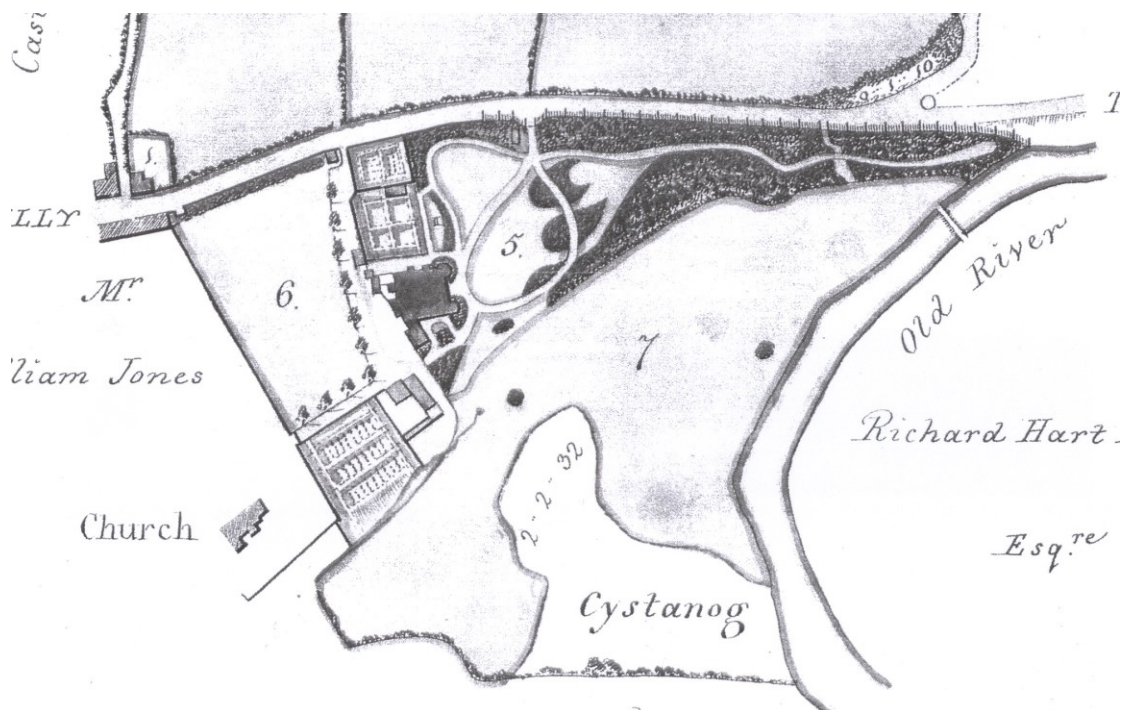 Cas
2-1-10
T
1.
LLY
Mr.
5.
6.
Old River
7
liam Jones
Richard Hart
2-2-32
Church
Esq.re
Cystanog